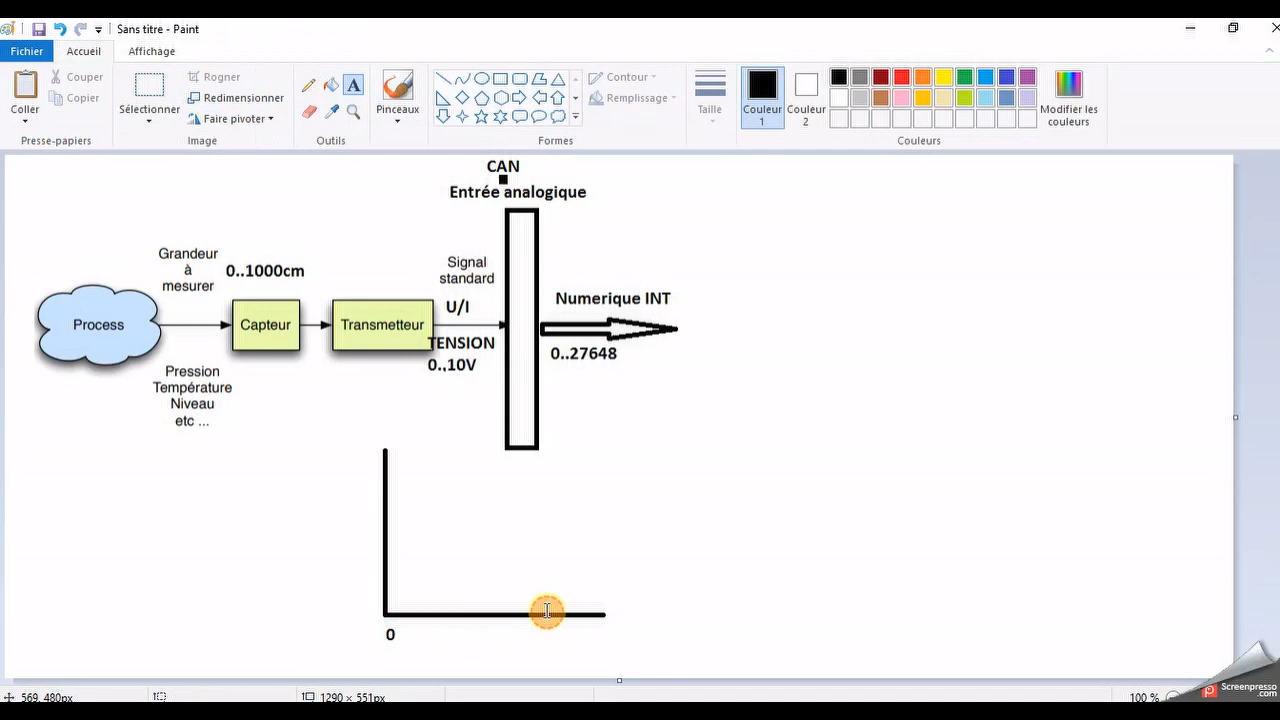 Sans titre - Paint
Fichier
Accueil
Affichage
Coller
Couper
Copier
Presse-papiers
Sélectionner
Rogner
Redimensionner
Faire pivoter
Image
Outils
Pinceaux
Formes
Contour
Remplissage
Taille
Couleur
1
Couleur
2
Couleurs
Modifier les
couleurs
CAN
Entrée analogique
Grandeur
à
mesurer
0..1000cm
Signal
standard
U/I
Numerique INT
Process
Capteur
Transmetteur
TENSION
0.,10V
0..27648
Pression
Température
Niveau
etc ...
0
569, 480px
1290 × 551px
100 %
Screenpresso
.com